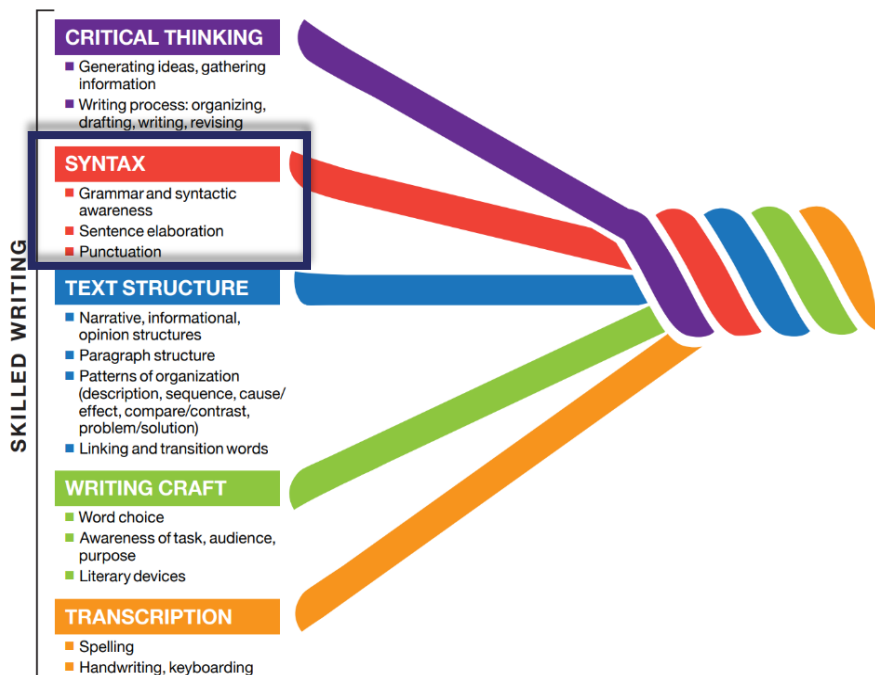 SKILLED WRITING
CRITICAL THINKING
Generating ideas, gathering
information
Writing process: organizing,
drafting, writing, revising
SYNTAX
Grammar and syntactic
awareness
Sentence elaboration
Punctuation
TEXT STRUCTURE
Narrative, informational,
opinion structures
Paragraph structure
Patterns of organization
(description, sequence, cause/
effect, compare/contrast,
problem/solution)
Linking and transition words
WRITING CRAFT
Word choice
Awareness of task, audience,
purpose
Literary devices
TRANSCRIPTION
Spelling
Handwriting, keyboarding